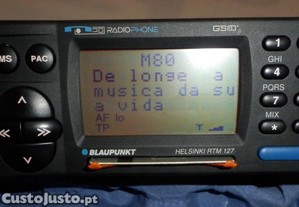 RADIOPHONE
GSM
MS
PAC
M80
De longe a
musica da su
a vida
AF lo
TP
T
1
GHI
4
PQRS
7
MIX
*
BLAUPUNKT
HELSINKI RTM 127
CustoJusto.pt